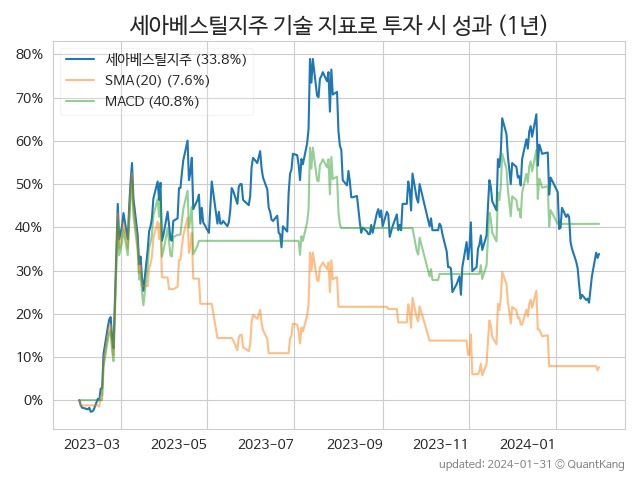 세아베스틸지주 기술 지표로 투자 시 성과 (1년)
80%
70%
60%
50%
40%
30%
20%
10%
0%
세아베스틸지주 (33.8%)
SMA(20) (7.6%)
MACD (40.8%)
2023-03 2023-05 2023-07 2023-09 2023-11 2024-01
updated: 2024-01-31 © QuantKang